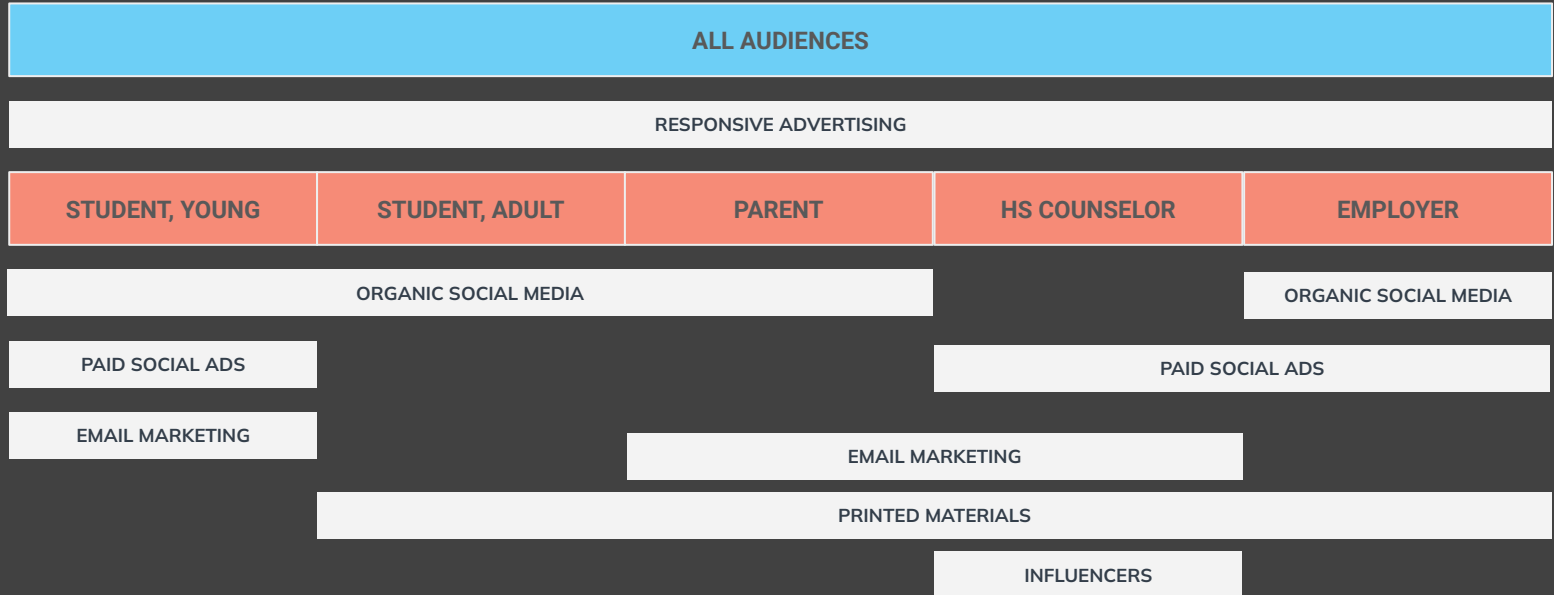 ALL AUDIENCES
RESPONSIVE ADVERTISING
STUDENT, YOUNG
STUDENT, ADULT
PARENT
HS COUNSELOR
EMPLOYER
ORGANIC SOCIAL MEDIA
ORGANIC SOCIAL MEDIA
PAID SOCIAL ADS
PAID SOCIAL ADS
EMAIL MARKETING
EMAIL MARKETING
PRINTED MATERIALS
INFLUENCERS